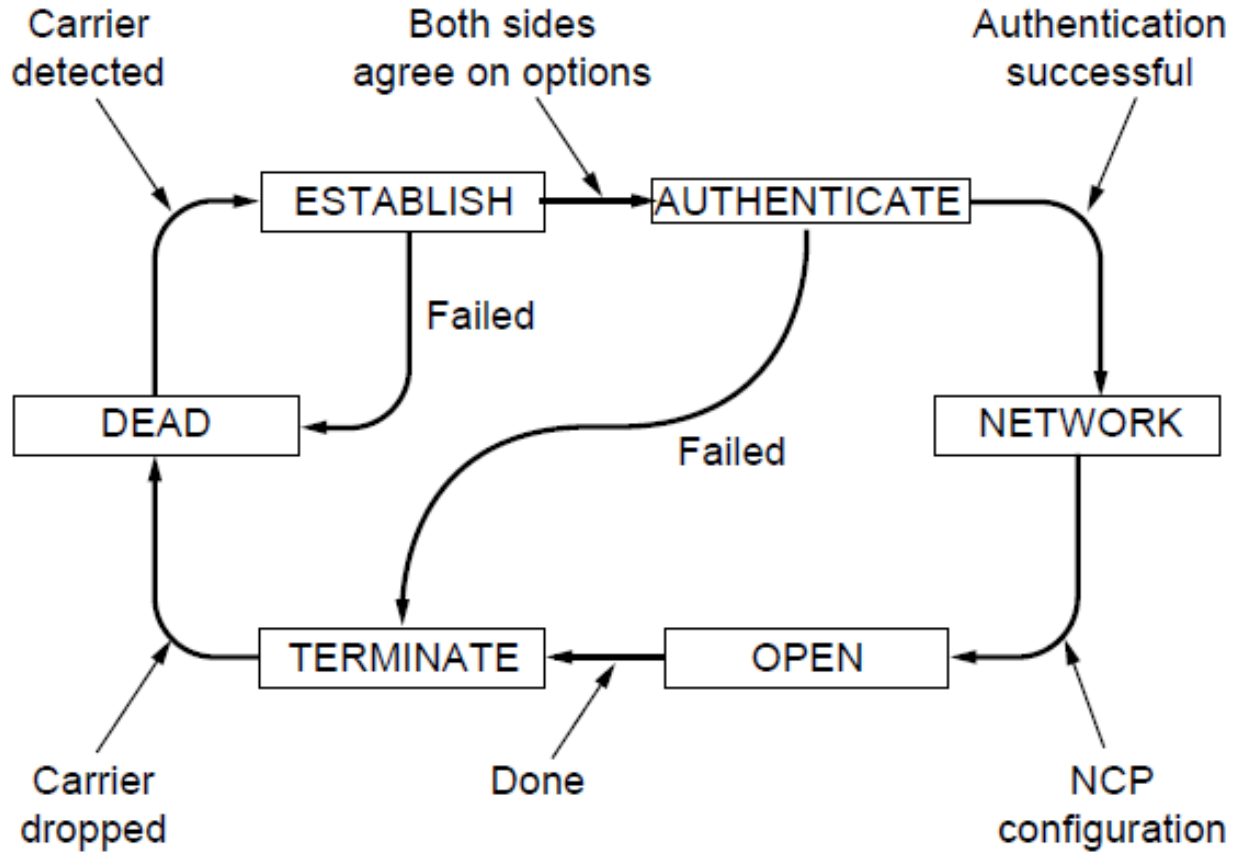 Carrier
detected
Both sides
agree on options
Authentication
successful
ESTABLISH
AUTHENTICATE
Failed
DEAD
NETWORK
Failed
TERMINATE
OPEN
Carrier
dropped
Done
NCP
configuration